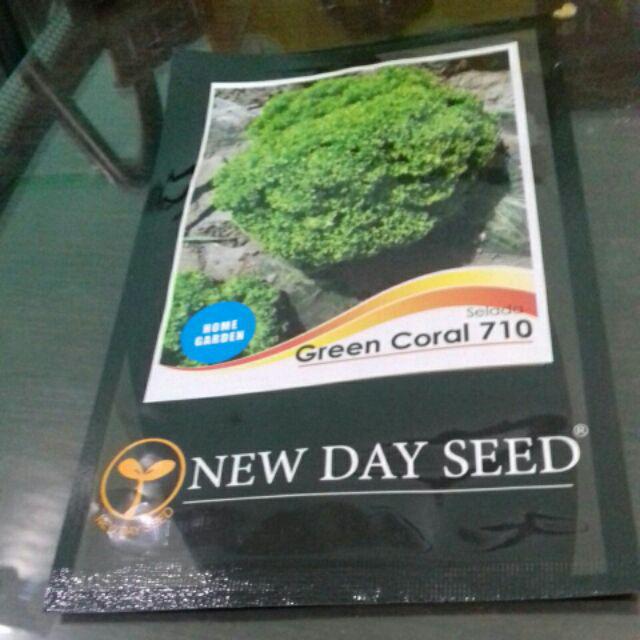 Selada
Green Coral 710
HOME
GARDEN
NEW DAY SEED®